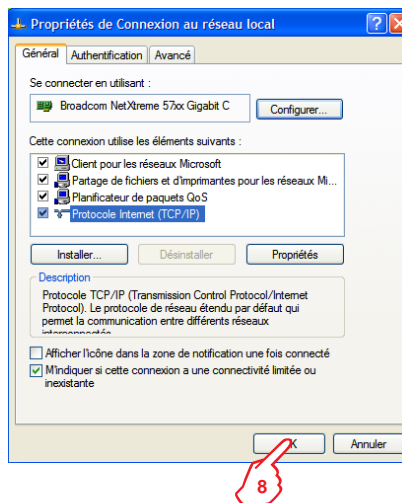 Propriétés de Connexion au réseau local
Général Authentification Avancé
Se connecter en utilisant :
Broadcom NetXtreme 57xx Gigabit C
Configurer...
Cette connexion utilise les éléments suivants :
Client pour les réseaux Microsoft
Partage de fichiers et d'imprimantes pour les réseaux Mi...
Planificateur de paquets QoS
Protocole Internet (TCP/IP)
Installer... Désinstaller Propriétés
Description
Protocole TCP/IP (Transmission Control Protocol/Internet
Protocol). Le protocole de réseau étendu par défaut qui
permet la communication entre différents réseaux
Afficher l'icône dans la zone de notification une fois connecté
M'indiquer si cette connexion a une connectivité limitée ou
inexistante
Annuler
8